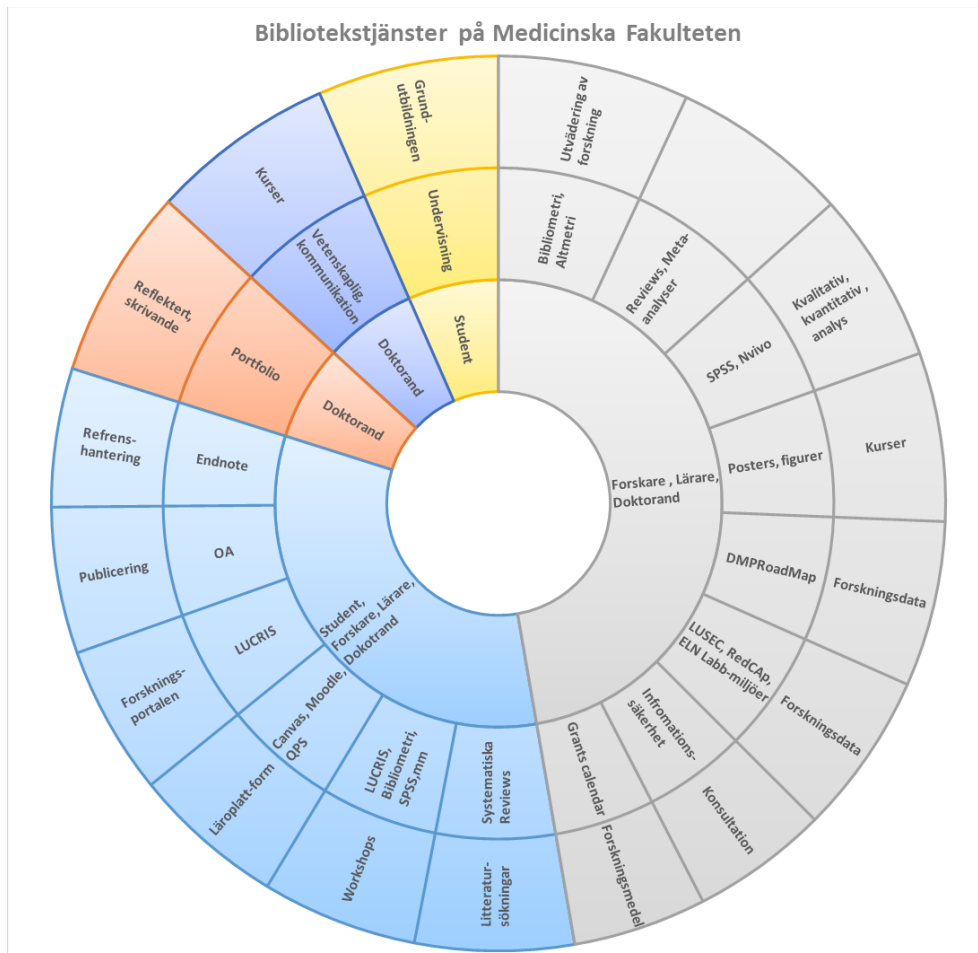 Bibliotekstjänster på Medicinska Fakulteten
Forskare , Lärare,
Doktorand
Bibliometri,
Altmetri
Utvädering av
forskning
Reviews, Meta-
analyser
SPSS, Nvivo
Kvalitativ,
kvantitativ ,
analys
Posters, figurer
Kurser
DMPRoadMap
Forskningsdata
LUSEC, RedCAp,
ELN Labb-miljöer
Forskningsdata
Infromations-
säkerhet
Konsultation
Grants calendar
Forskningsmedel
Student,
Forskare, Lärare,
Dokotrand
Systematiska
Reviews
Litteratur-
sökningar
LUCRIS,
Bibliometri,
SPSS,mm
Workshops
Canvas, Moodle,
QPS
Läroplatt-form
LUCRIS
Forsknings-
portalen
OA
Publicering
Endnote
Refrens-
hantering
Doktorand
Portfolio
Reflektert,
skrivande
Doktorand
Vetenskaplig,
kommunikation
Kurser
Student
Undervisning
Grund-
utbildningen